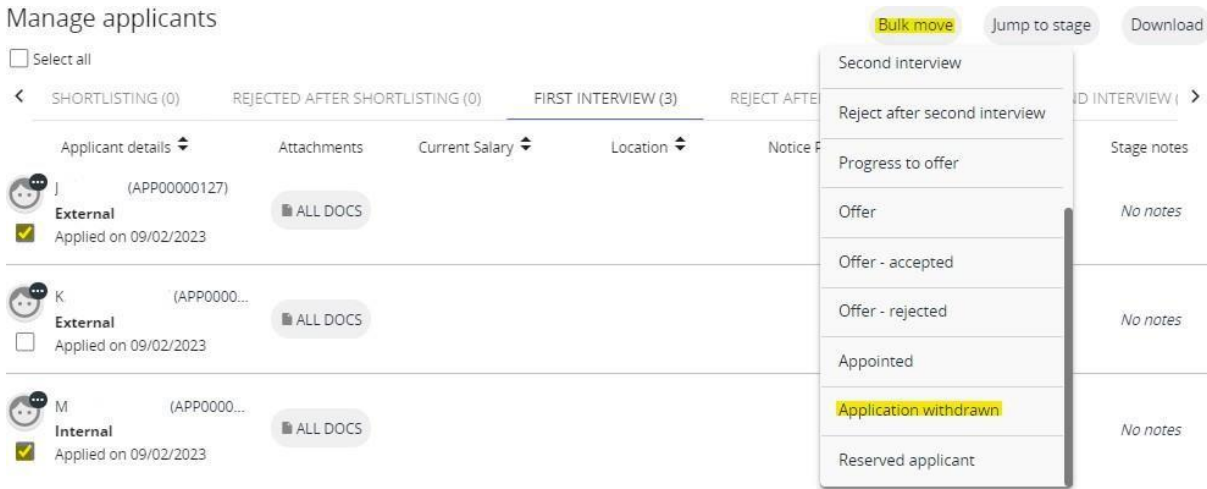 Manage applicants
Bulk move Jump to stage Download
Select all
SHORTLISTING (0) REJECTED AFTER SHORTLISTING (0) FIRST INTERVIEW (3) REJECT AFTE ND INTERVIEW (
Applicant details Attachments Current Salary Location Notice P Stage notes
J (APP00000127)
External
Applied on 09/02/2023
ALL DOCS
No notes
K (APP0000...
External
Applied on 09/02/2023
ALL DOCS
No notes
M (APP0000...
Internal
Applied on 09/02/2023
ALL DOCS
No notes
Second interview
Reject after second interview
Progress to offer
Offer
Offer - accepted
Offer - rejected
Appointed
Application withdrawn
Reserved applicant